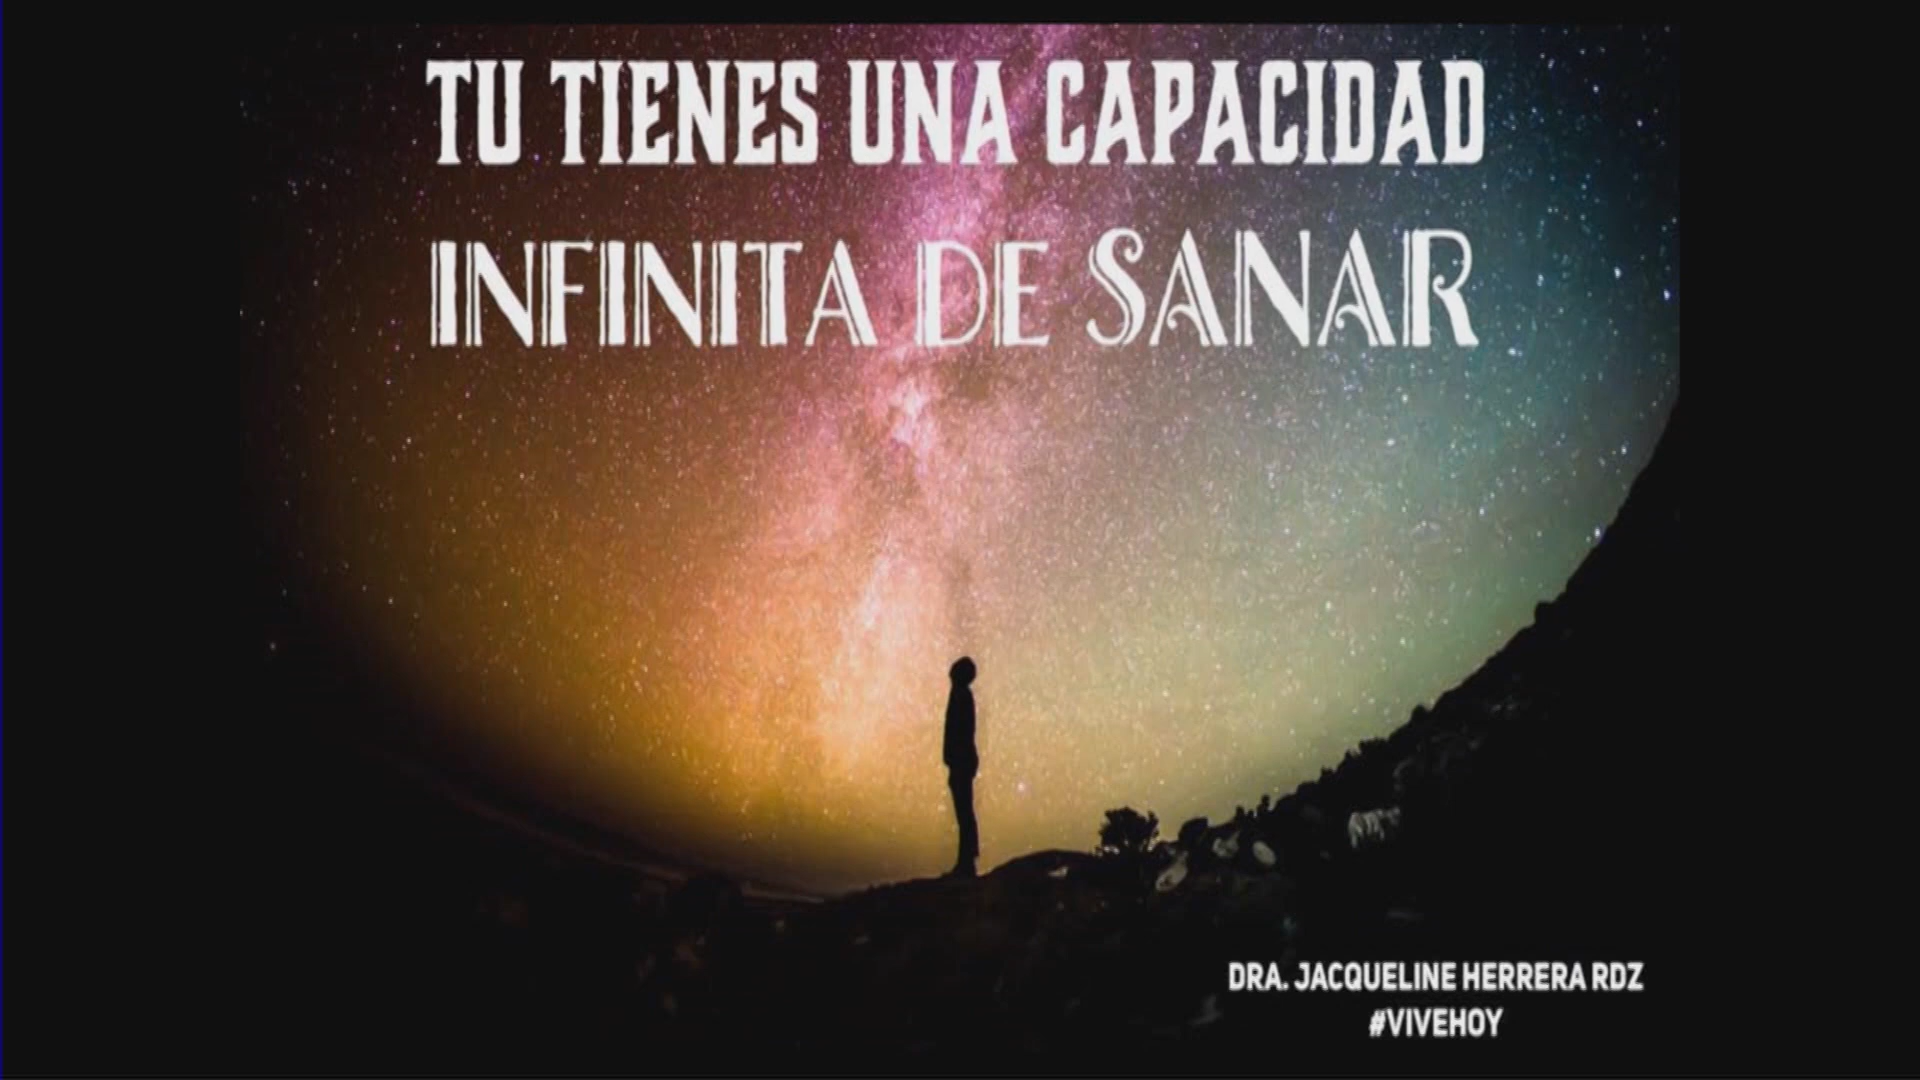 TU TIENES UNA CAPACIDAD
INFINITA DE SANAR
DRA. JACQUELINE HERRERA RDZ
#VIVEHOY